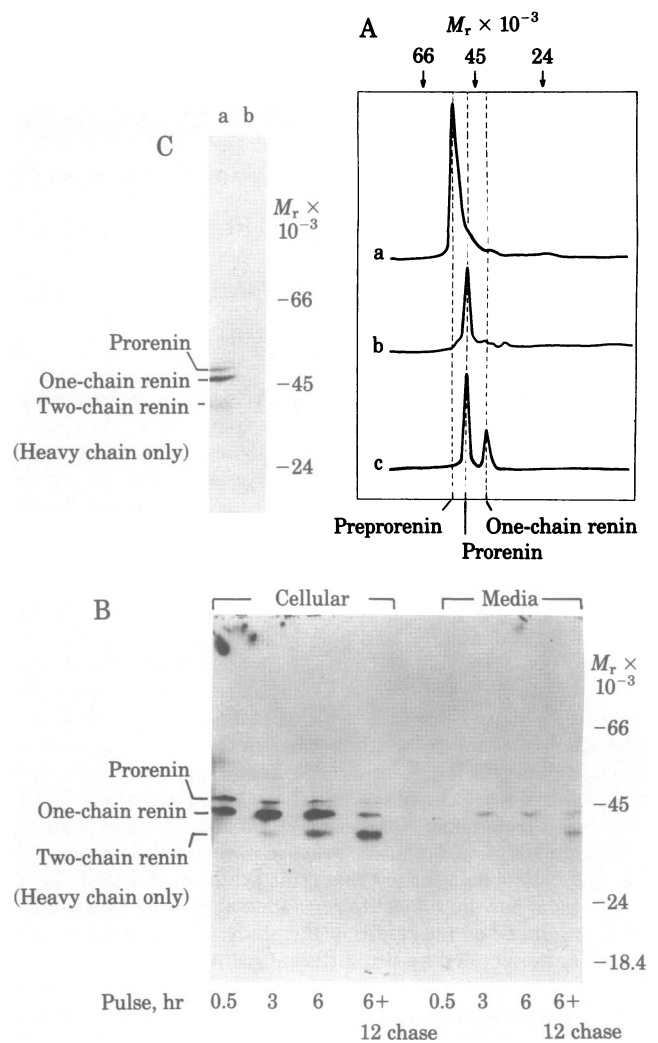 A
Mr × 10−3
66 45 24
a
b
c
Preprorenin
Prorenin
One-chain renin
C
a b
Mr ×
10−3
Prorenin
−66
One-chain renin
−45
Two-chain renin
(Heavy chain only)
−24
B
Cellular Media
Mr ×
10−3
−66
Prorenin
−45
One-chain renin
Two-chain renin
(Heavy chain only)
−24
−18.4
Pulse, hr 0.5 3 6 6+ 0.5 3 6 6+
12 chase 12 chase